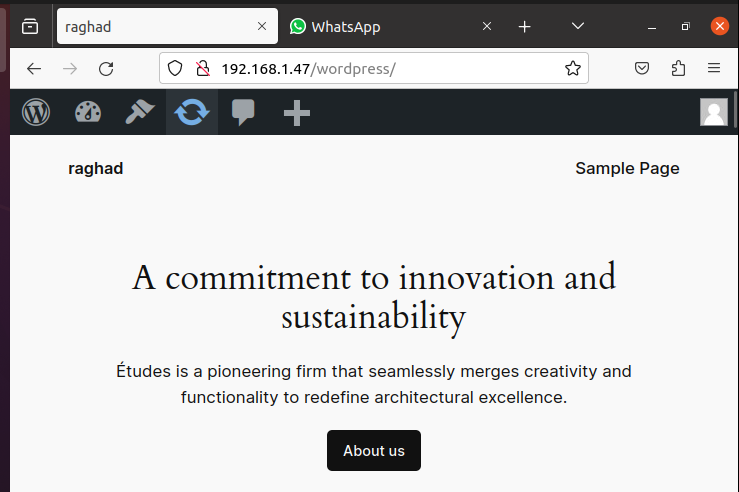 raghad
WhatsApp
192.168.1.47/wordpress/
raghad
Sample Page
A commitment to innovation and
sustainability
Études is a pioneering firm that seamlessly merges creativity and
functionality to redefine architectural excellence.
About us